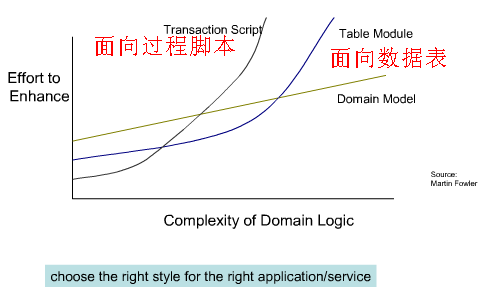 Transaction Script
面向过程脚本
Table Module
面向数据表
Effort to
Enhance
Domain Model
Source:
Martin Fowler
Complexity of Domain Logic
choose the right style for the right application/service